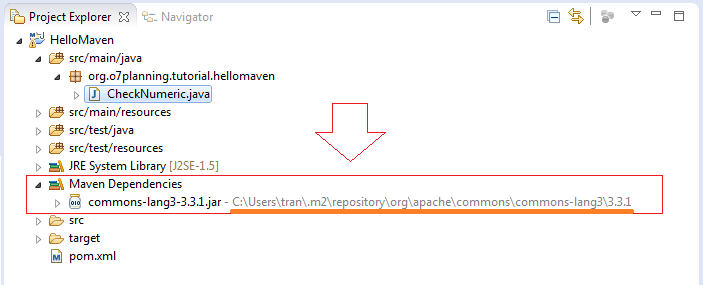 Project Explorer Navigator
HelloMaven
src/main/java
org.o7planning.tutorial.hellomaven
CheckNumeric.java
src/main/resources
src/test/java
src/test/resources
JRE System Library [J2SE-1.5]
Maven Dependencies
commons-lang3-3.3.1.jar - C:\Users\tran\.m2\repository\org\apache\commons\commons-lang3\3.3.1
src
target
pom.xml